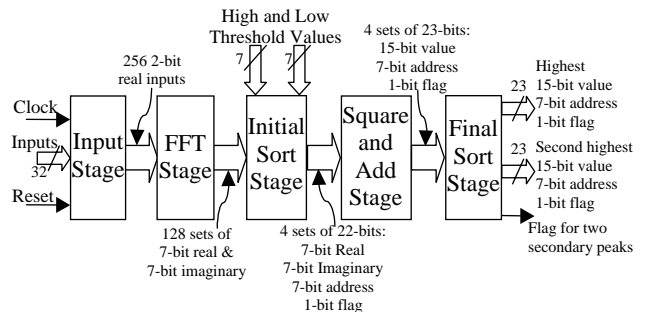 High and Low
Threshold Values
7
7
4 sets of 23-bits:
15-bit value
7-bit address
1-bit flag
256 2-bit
real inputs
Clock
Inputs
32
Reset
Input
Stage
FFT
Stage
Initial
Sort
Stage
Square
and
Add
Stage
Final
Sort
Stage
23
Highest
15-bit value
7-bit address
1-bit flag
23
Second highest
15-bit value
7-bit address
1-bit flag
Flag for two
secondary peaks
128 sets of
7-bit real &
7-bit imaginary
4 sets of 22-bits:
7-bit Real
7-bit Imaginary
7-bit address
1-bit flag